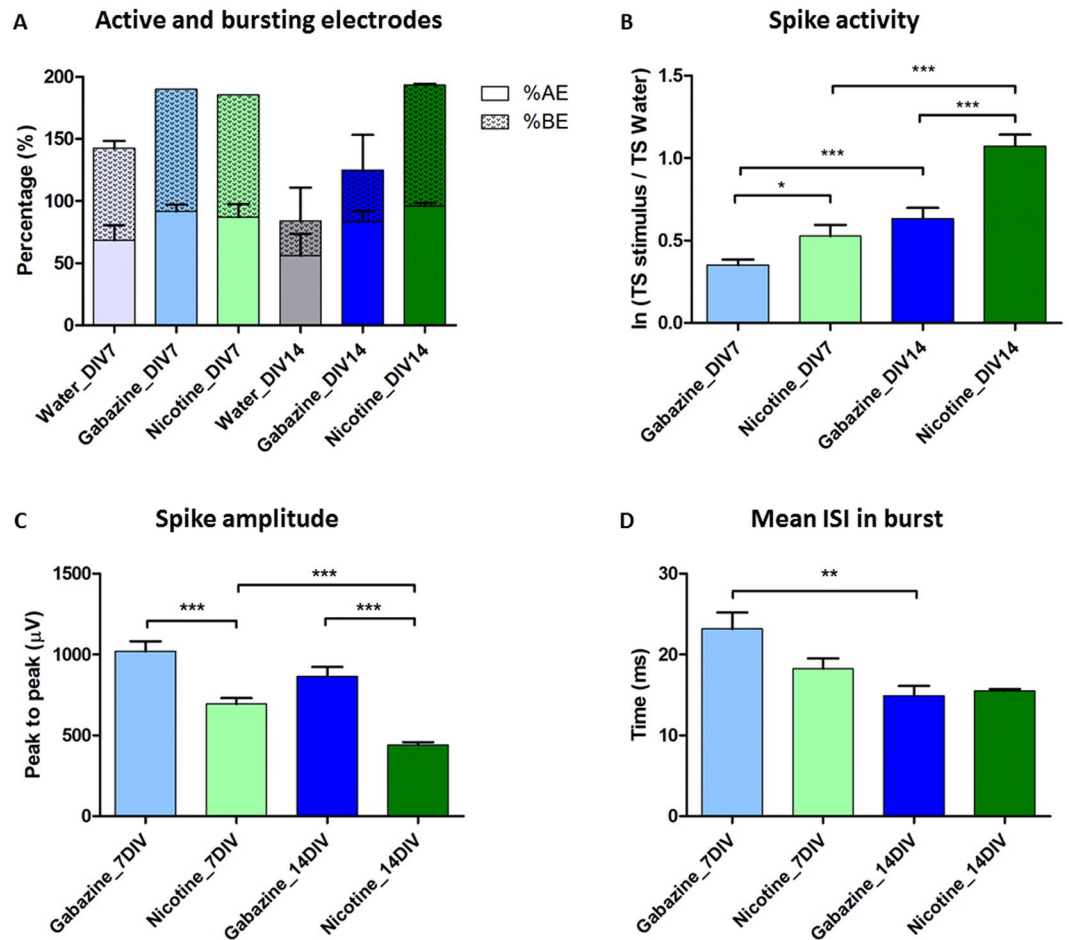 A Active and bursting electrodes
Percentage (%)
200
150
100
50
0
%AE
%BE
Water_DIV7
Gabazine_DIV7
Nicotine_DIV7
Water_DIV14
Gabazine_DIV14
Nicotine_DIV14
B Spike activity
ln (TS stimulus / TS Water)
1.5
1.0
0.5
0.0
***
***
***
*
Gabazine_DIV7
Nicotine_DIV7
Gabazine_DIV14
Nicotine_DIV14
C Spike amplitude
Peak to peak (μV)
1500
1000
500
0
***
***
***
Gabazine_7DIV
Nicotine_7DIV
Gabazine_14DIV
Nicotine_14DIV
D Mean ISI in burst
Time (ms)
30
20
10
0
**
Gabazine_7DIV
Nicotine_7DIV
Gabazine_14DIV
Nicotine_14DIV